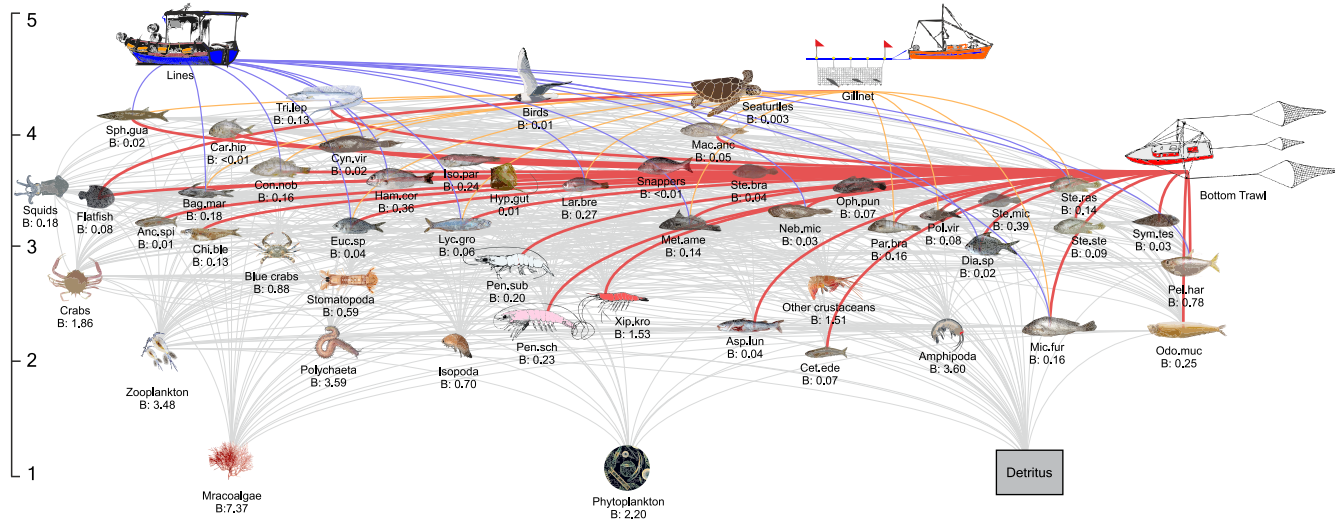 5
Lines
Gillnet
Tri.lep
B: 0.13
Birds
B: 0.01
Seaturtles
B: 0.003
Sph.gua
B: 0.02
4
Car.hip
B: <0.01
Cyn.vir
B: 0.02
Mac.anc
B: 0.05
Bottom Trawl
Squids
B: 0.18
Flatfish
B: 0.08
Bag.mar
B: 0.18
Con.nob
B: 0.16
Ham.cor
B: 0.36
Iso.par
B: 0.24
Hyp.gut
0.01
Lar.bre
B: 0.27
Snappers
B: <0.01
Ste.bra
B: 0.04
Oph.pun
B: 0.07
Ste.mic
B: 0.39
Ste.ras
B: 0.14
Anc.spi
B: 0.01
Chi.ble
B: 0.13
Euc.sp
B: 0.04
Lyc.gro
B: 0.06
Met.ame
B: 0.14
Neb.mic
B: 0.03
Par.bra
B: 0.16
Pol.vir
B: 0.08
Dia.sp
B: 0.02
Ste.ste
B: 0.09
Sym.tes
B: 0.03
3
Crabs
B: 1.86
Blue crabs
B: 0.88
Stomatopoda
B: 0.59
Pen.sub
B: 0.20
Other crustaceans
B: 1.51
Pel.har
B: 0.78
Xip.kro
B: 1.53
Pen.sch
B: 0.23
Asp.lun
B: 0.04
Cet.ede
B: 0.07
Amphipoda
B: 3.60
Mic.fur
B: 0.16
Odo.muc
B: 0.25
2
Zooplankton
B: 3.48
Polychaeta
B: 3.59
Isopoda
B: 0.70
1
Mracoalgae
B:7.37
Phytoplankton
B: 2.20
Detritus